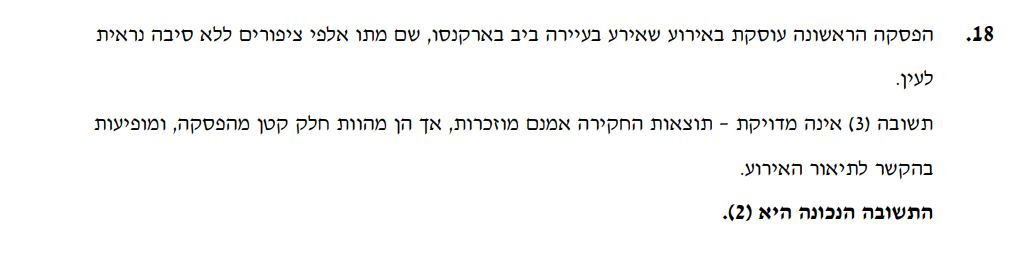 18. הפסקה הראשונה עוסקת באירוע שאירע בעיירה ביב בארקנסו, שם מתו אלפי ציפורים ללא סיבה נראית
לעין.
תשובה (3) אינה מדויקת – תוצאות החקירה אמנם מוזכרות, אך הן מהוות חלק קטן מהפסקה, ומופיעות
בהקשר לתיאור האירוע.
התשובה הנכונה היא (2).